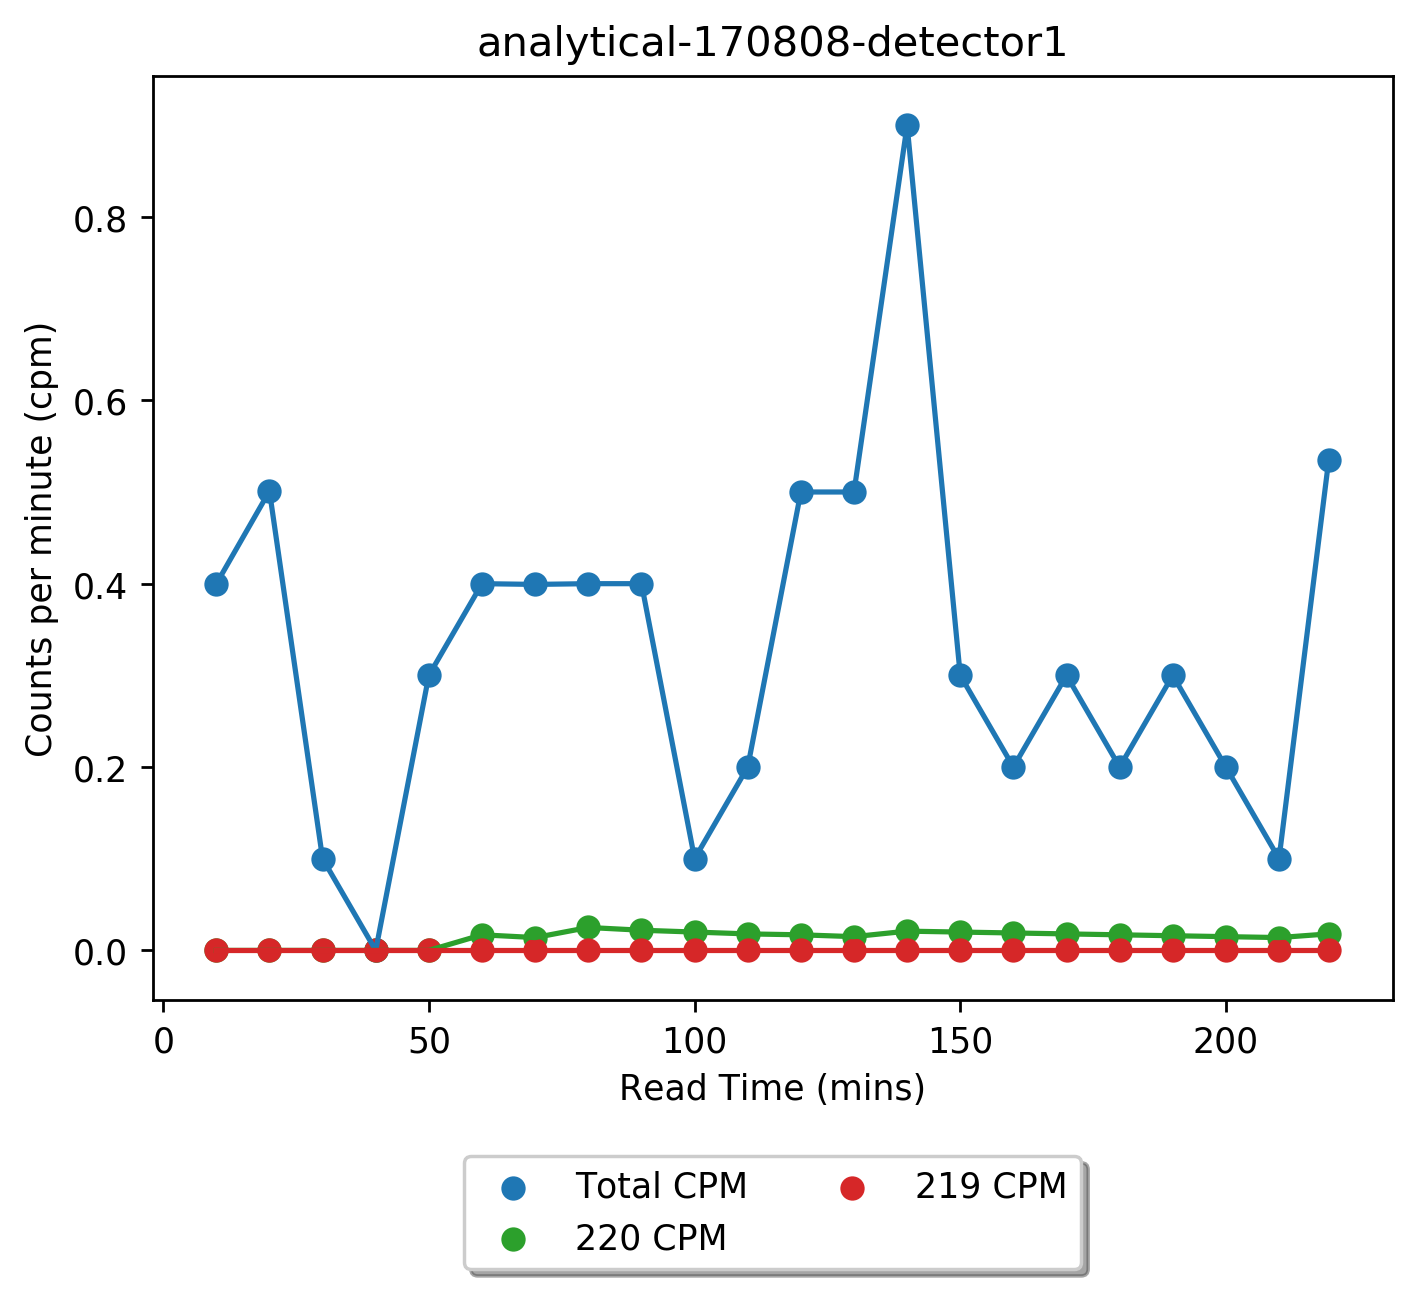 analytical-170808-detector1
Counts per minute (cpm)
0.8
0.6
0.4
0.2
0.0
0 50 100 150 200
Read Time (mins)
Total CPM 219 CPM
220 CPM